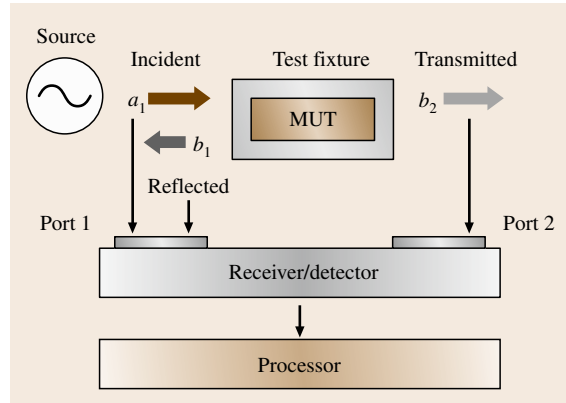 Source
Incident
Test fixture
Transmitted
a1
MUT
b2
b1
Reflected
Port 1
Port 2
Receiver/detector
Processor